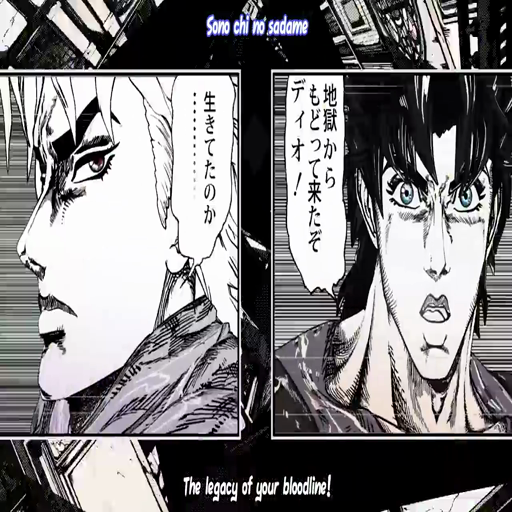 Sono chi no sadame
地獄から
もどって来たぞ
ディオ!
生きてたのか
…………
The legacy of your bloodline!